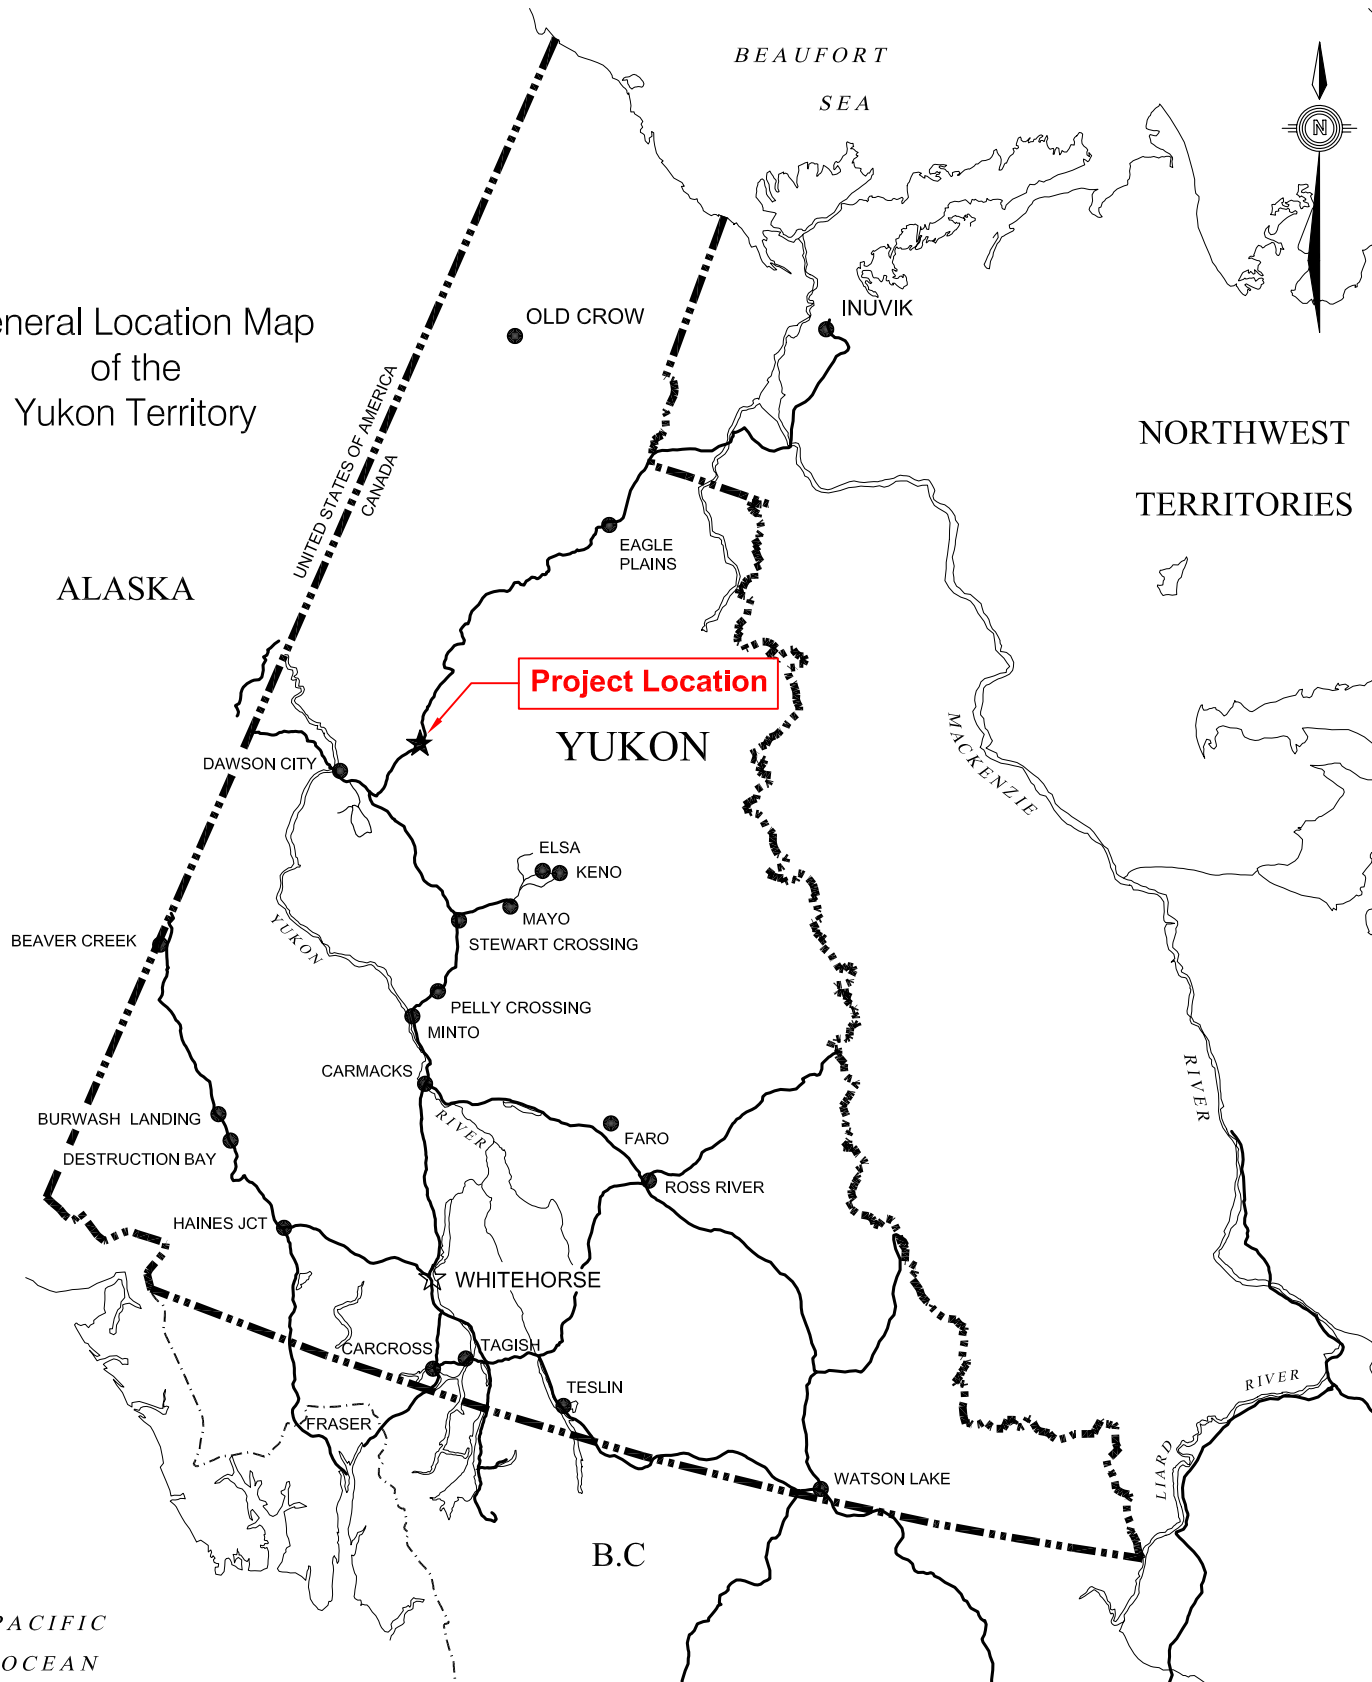 BEAUFORT
SEA
N
eneral Location Map
of the
Yukon Territory
OLD CROW
INUVIK
UNITED STATES OF AMERICA
CANADA
NORTHWEST
TERRITORIES
EAGLE
PLAINS
ALASKA
Project Location
YUKON
MACKENZIE
DAWSON CITY
ELSA
KENO
MAYO
YUKON
STEWART CROSSING
BEAVER CREEK
PELLY CROSSING
MINTO
CARMACKS
RIVER
RIVER
BURWASH LANDING
FARO
DESTRUCTION BAY
ROSS RIVER
HAINES JCT
WHITEHORSE
CARCROSS
TAGISH
TESLIN
RIVER
FRASER
LIARD
WATSON LAKE
B.C
PACIFIC
OCEAN